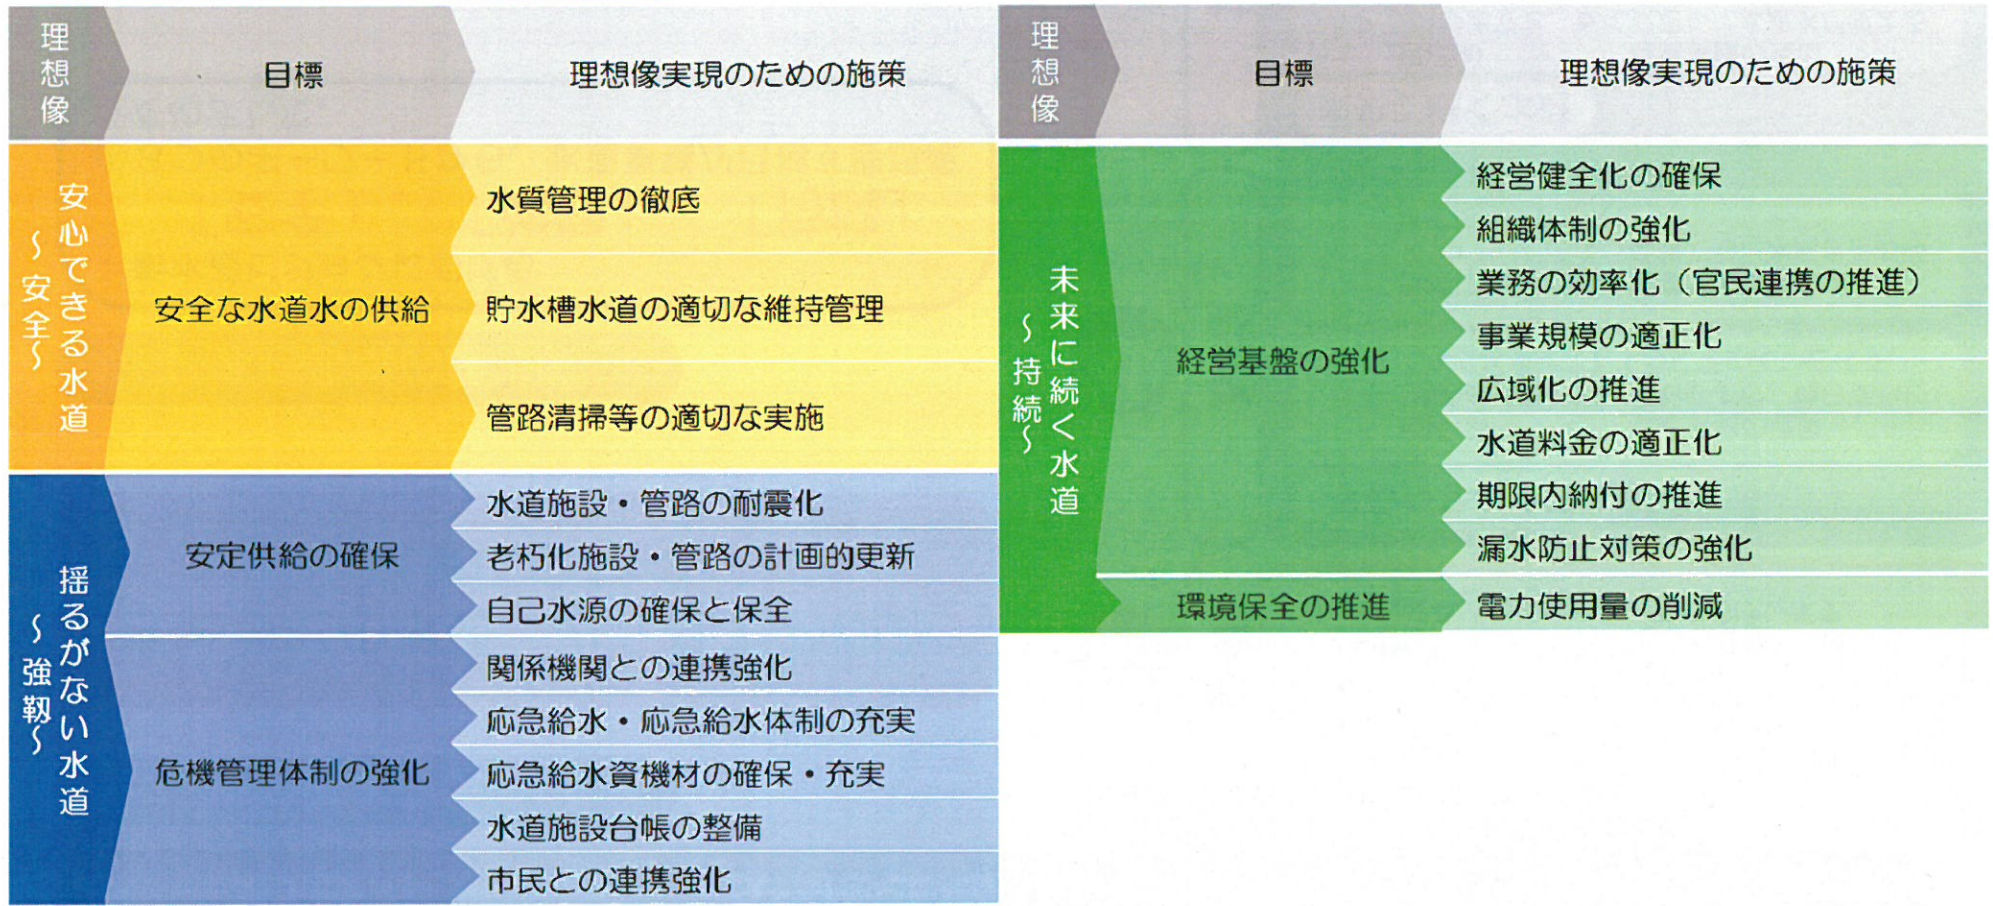 理想像
目標
理想像実現のための施策
安心できる水道
～安全～
安全な水道水の供給
水質管理の徹底
貯水槽水道の適切な維持管理
管路清掃等の適切な実施
揺るがない水道
～強靱～
安定供給の確保
水道施設・管路の耐震化
老朽化施設・管路の計画的更新
自己水源の確保と保全
危機管理体制の強化
関係機関との連携強化
応急給水・応急給水体制の充実
応急給水資機材の確保・充実
水道施設台帳の整備
市民との連携強化
理想像
目標
理想像実現のための施策
未来に続く水道
～持続～
経営基盤の強化
経営健全化の確保
組織体制の強化
業務の効率化（官民連携の推進）
事業規模の適正化
広域化の推進
水道料金の適正化
期限内納付の推進
漏水防止対策の強化
環境保全の推進
電力使用量の削減